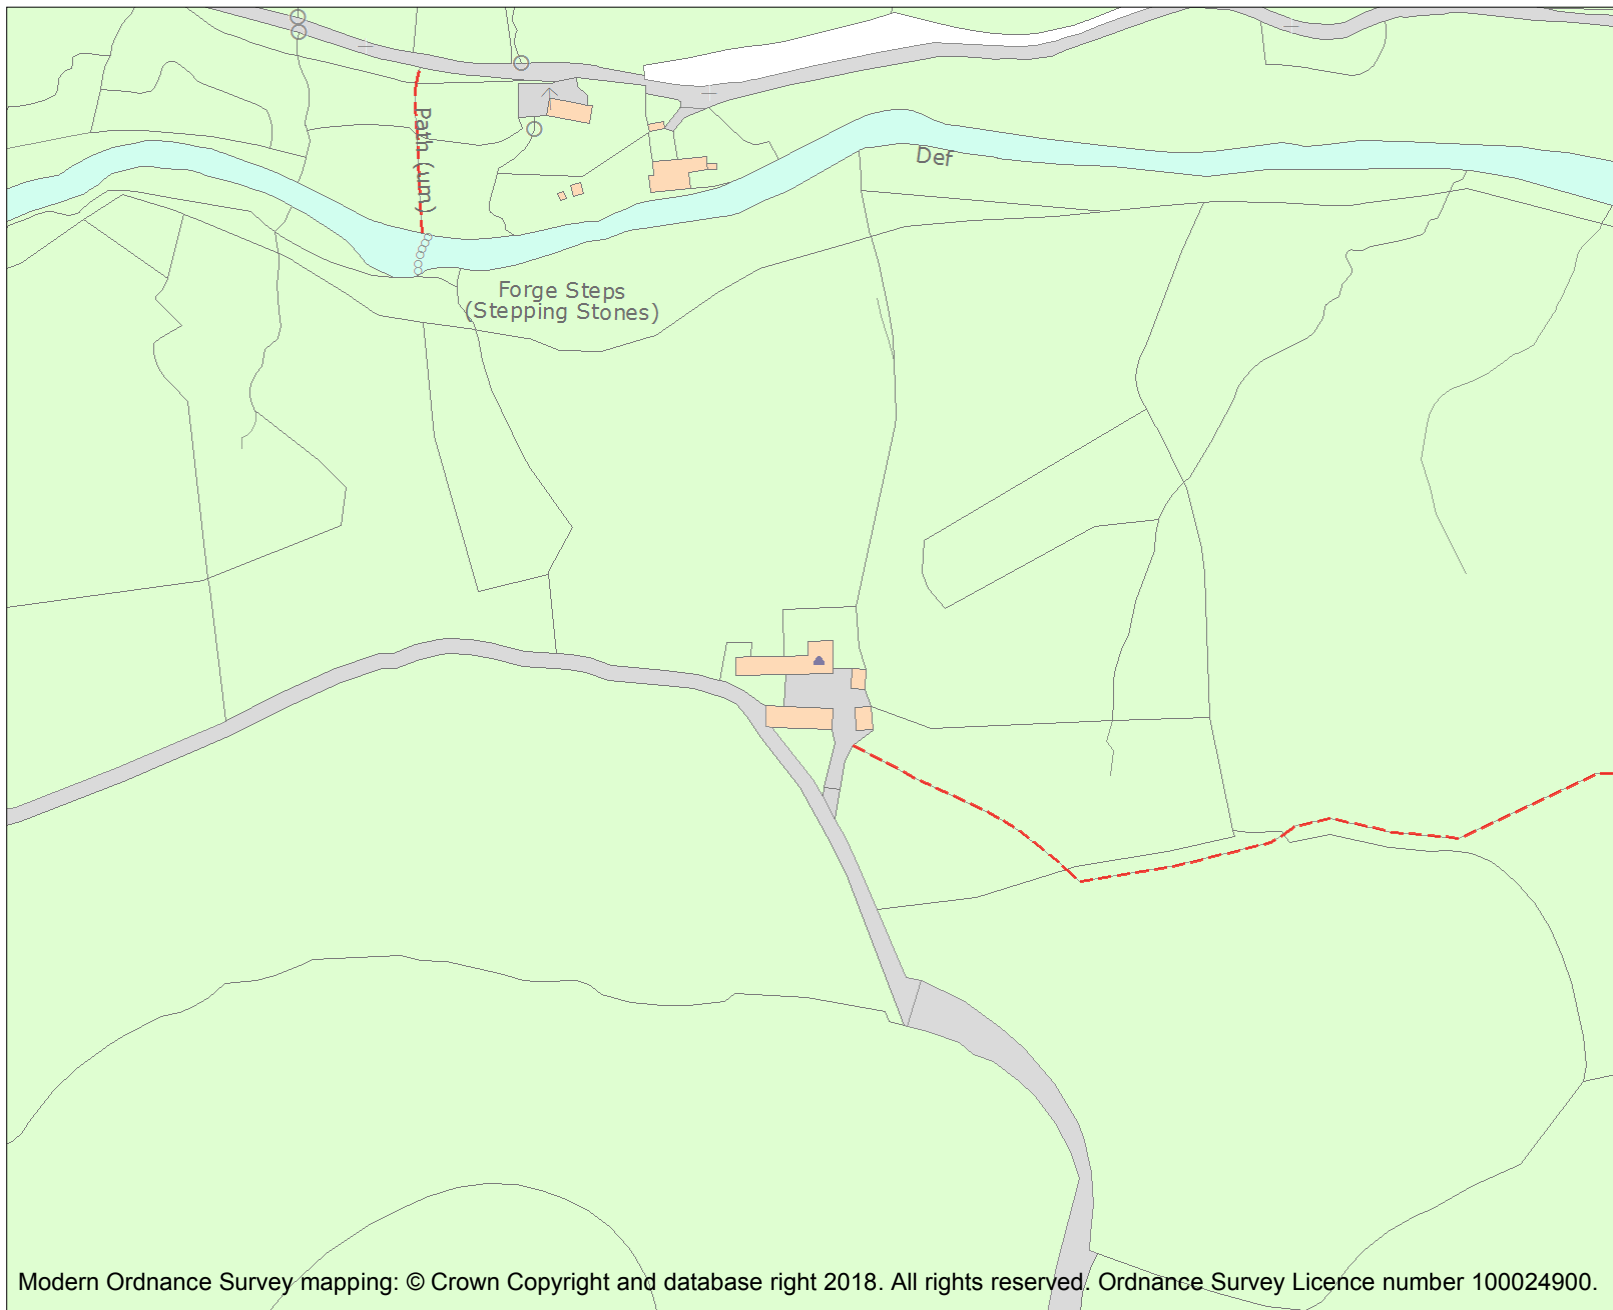 Path (um)
Def
Forge Steps
(Stepping Stones)
Modern Ordnance Survey mapping: © Crown Copyright and database right 2018. All rights reserved. Ordnance Survey Licence number 100024900.